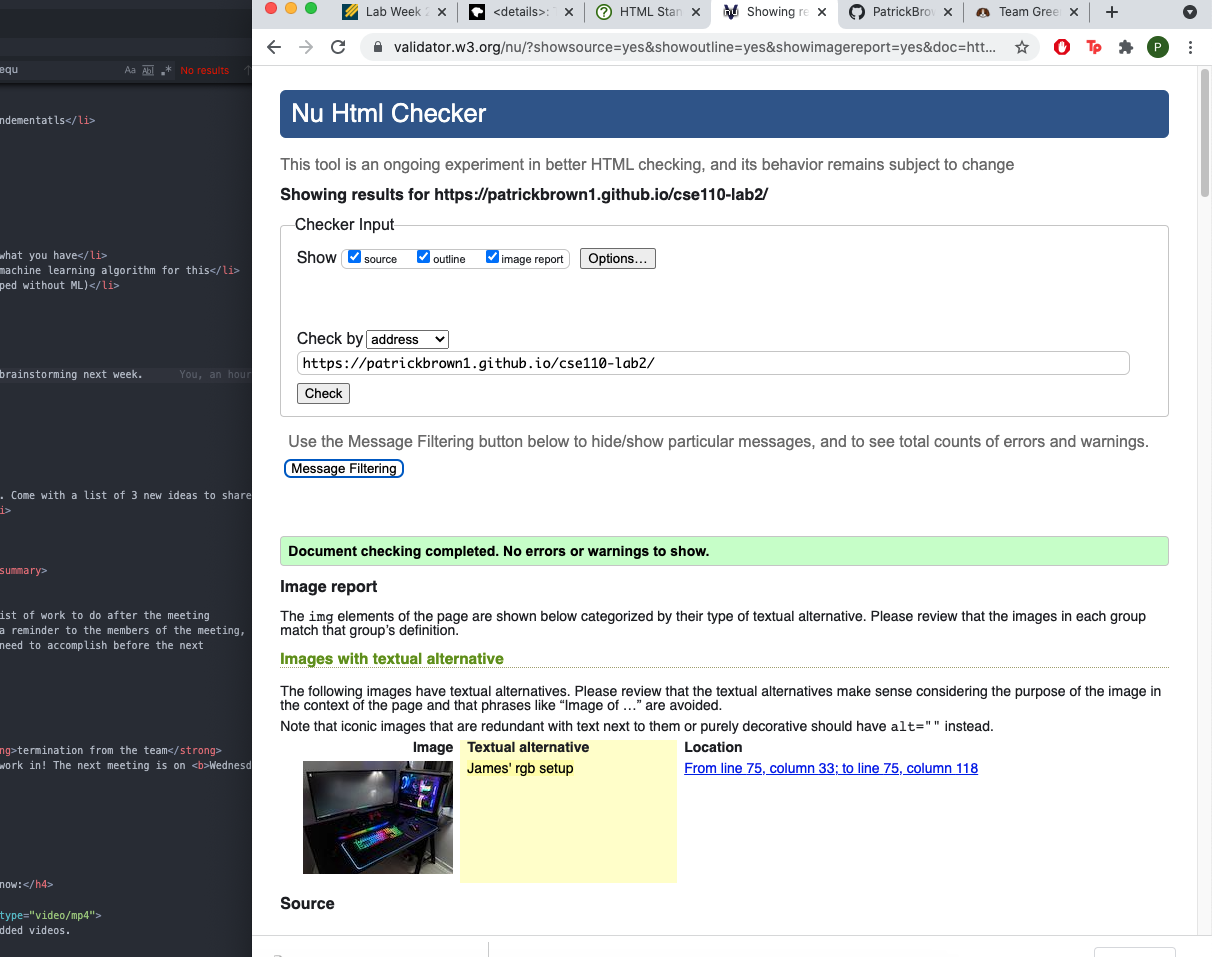 Lab Week 2
<details>:
HTML Stan
Showing re
PatrickBro
Team Gree
validator.w3.org/nu/?showsource=yes&showoutline=yes&showimagereport=yes&doc=htt...
Tp
P
equ
Aa
No results
ndementatls</li>
what you have</li>
machine learning algorithm for this</li>
ped without ML)</li>
brainstorming next week. You, an hour
. Come with a list of 3 new ideas to share
i>
summary>
ist of work to do after the meeting
a reminder to the members of the meeting,
need to accomplish before the next
ng>termination from the team</strong>
work in! The next meeting is on <b>Wednesd
now:</h4>
type="video/mp4">
dded videos.
Nu Html Checker
This tool is an ongoing experiment in better HTML checking, and its behavior remains subject to change
Showing results for https://patrickbrown1.github.io/cse110-lab2/
Checker Input
Show source outline image report Options...
Check by address
https://patrickbrown1.github.io/cse110-lab2/
Check
Use the Message Filtering button below to hide/show particular messages, and to see total counts of errors and warnings.
Message Filtering
Document checking completed. No errors or warnings to show.
Image report
The img elements of the page are shown below categorized by their type of textual alternative. Please review that the images in each group
match that group's definition.
Images with textual alternative
The following images have textual alternatives. Please review that the textual alternatives make sense considering the purpose of the image in
the context of the page and that phrases like “Image of …” are avoided.
Note that iconic images that are redundant with text next to them or purely decorative should have alt="" instead.
Image Textual alternative Location
James' rgb setup From line 75, column 33; to line 75, column 118
Source